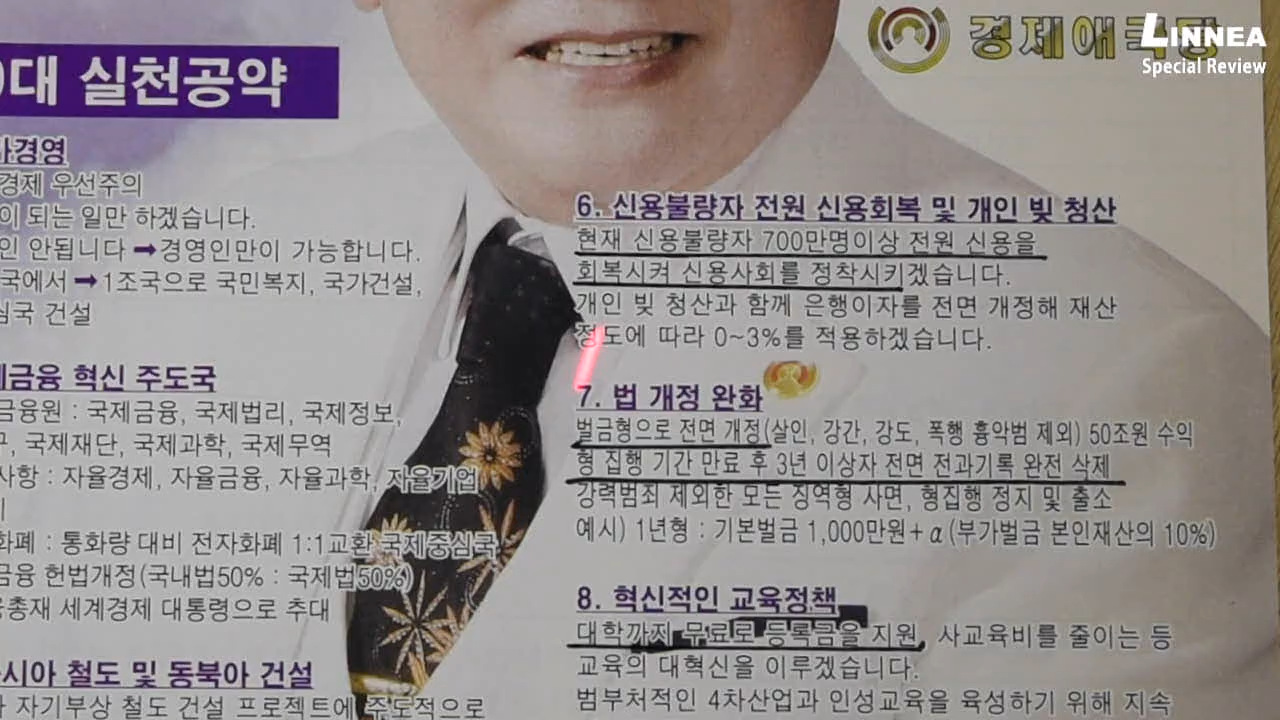 경제애국당
LINNEA
Special Review
대 실천공약
경영
경제 우선주의
이 되는 일만 하겠습니다.
인 안됩니다 ➡경영인만이 가능합니다.
국에서 ➡ 1조국으로 국민복지, 국가건설,
심국 건설
금융 혁신 주도국
금융원 : 국제금융, 국제법리, 국제정보,
, 국제재단, 국제과학, 국제무역
사항 : 자율경제, 자율금융, 자율과학, 자율기업
화폐 : 통화량 대비 전자화폐 1:1교환 국제중심국
금융 헌법개정(국내법50% : 국제법50%)
총재 세계경제 대통령으로 추대
시아 철도 및 동북아 건설
자기부상 철도 건설 프로젝트에 주도적으로
6. 신용불량자 전원 신용회복 및 개인 빚 청산
현재 신용불량자 700만명이상 전원 신용을
회복시켜 신용사회를 정착시키겠습니다.
개인 빚 청산과 함께 은행이자를 전면 개정해 재산
정도에 따라 0~3%를 적용하겠습니다.
7. 법 개정 완화
벌금형으로 전면 개정(살인, 강간, 강도, 폭행 흉악범 제외) 50조원 수익
형 집행 기간 만료 후 3년 이상자 전면 전과기록 완전 삭제
강력범죄 제외한 모든 징역형 사면, 형집행 정지 및 출소
예시) 1년형 : 기본벌금 1,000만원+α(부가벌금 본인재산의 10%)
8. 혁신적인 교육정책
대학까지 무료로 등록금을 지원, 사교육비를 줄이는 등
교육의 대혁신을 이루겠습니다.
범부처적인 4차산업과 인성교육을 육성하기 위해 지속